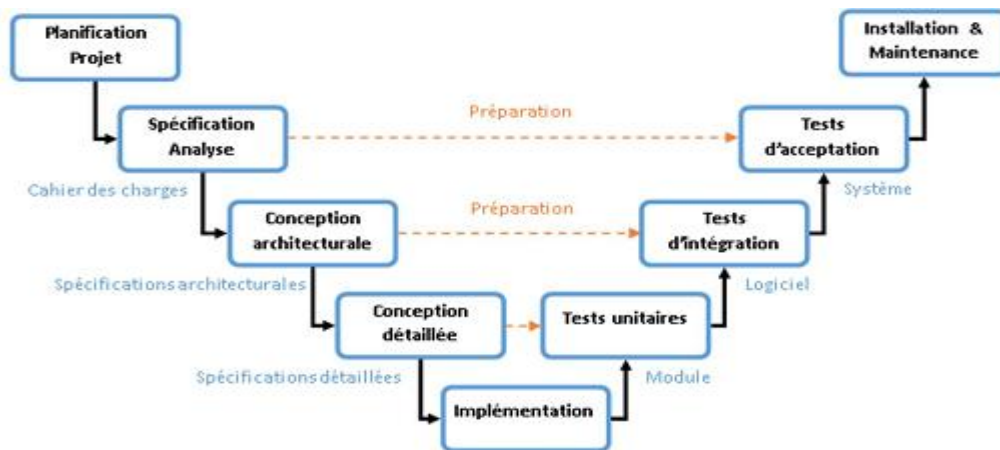 Planification
Projet
Installation &
Maintenance
Spécification
Analyse
Préparation
Tests
d'acceptation
Cahier des charges
Système
Conception
architecturale
Préparation
Tests
d'intégration
Spécifications architecturales
Logiciel
Conception
détaillée
Tests unitaires
Spécifications détaillées
Module
Implémentation